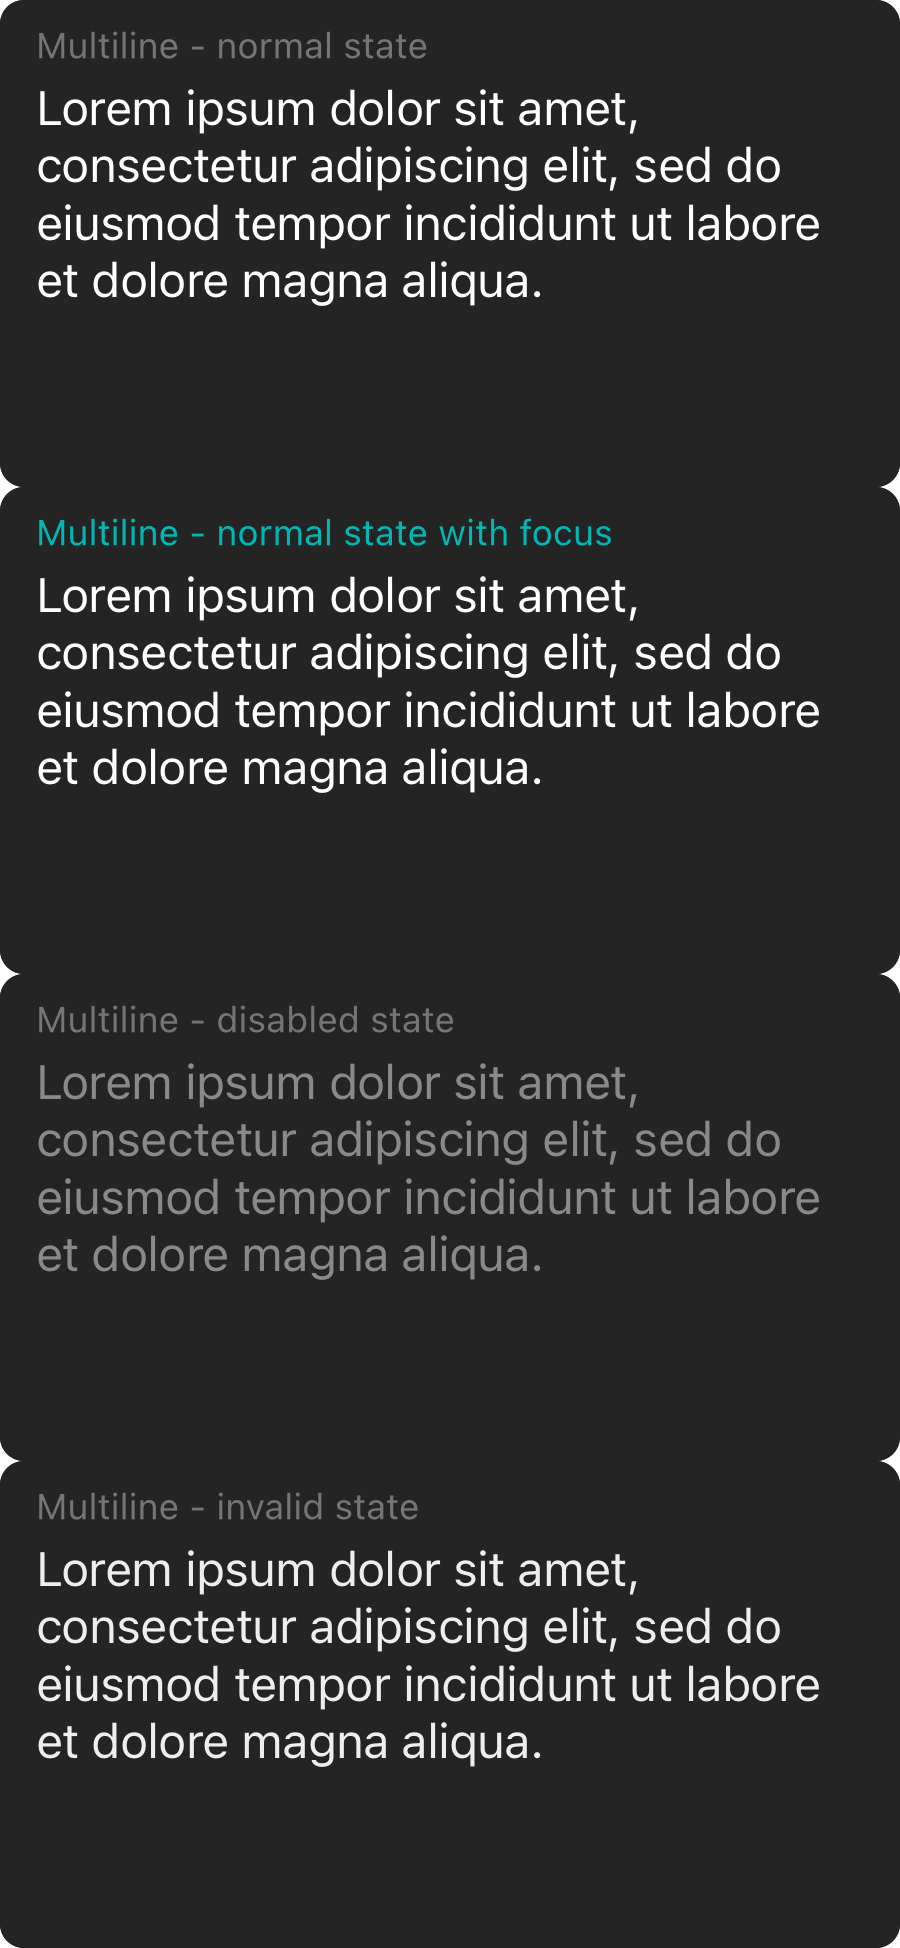 Multiline - normal state
Lorem ipsum dolor sit amet,
consectetur adipiscing elit, sed do
eiusmod tempor incididunt ut labore
et dolore magna aliqua.
Multiline - normal state with focus
Lorem ipsum dolor sit amet,
consectetur adipiscing elit, sed do
eiusmod tempor incididunt ut labore
et dolore magna aliqua.
Multiline - disabled state
Lorem ipsum dolor sit amet,
consectetur adipiscing elit, sed do
eiusmod tempor incididunt ut labore
et dolore magna aliqua.
Multiline - invalid state
Lorem ipsum dolor sit amet,
consectetur adipiscing elit, sed do
eiusmod tempor incididunt ut labore
et dolore magna aliqua.